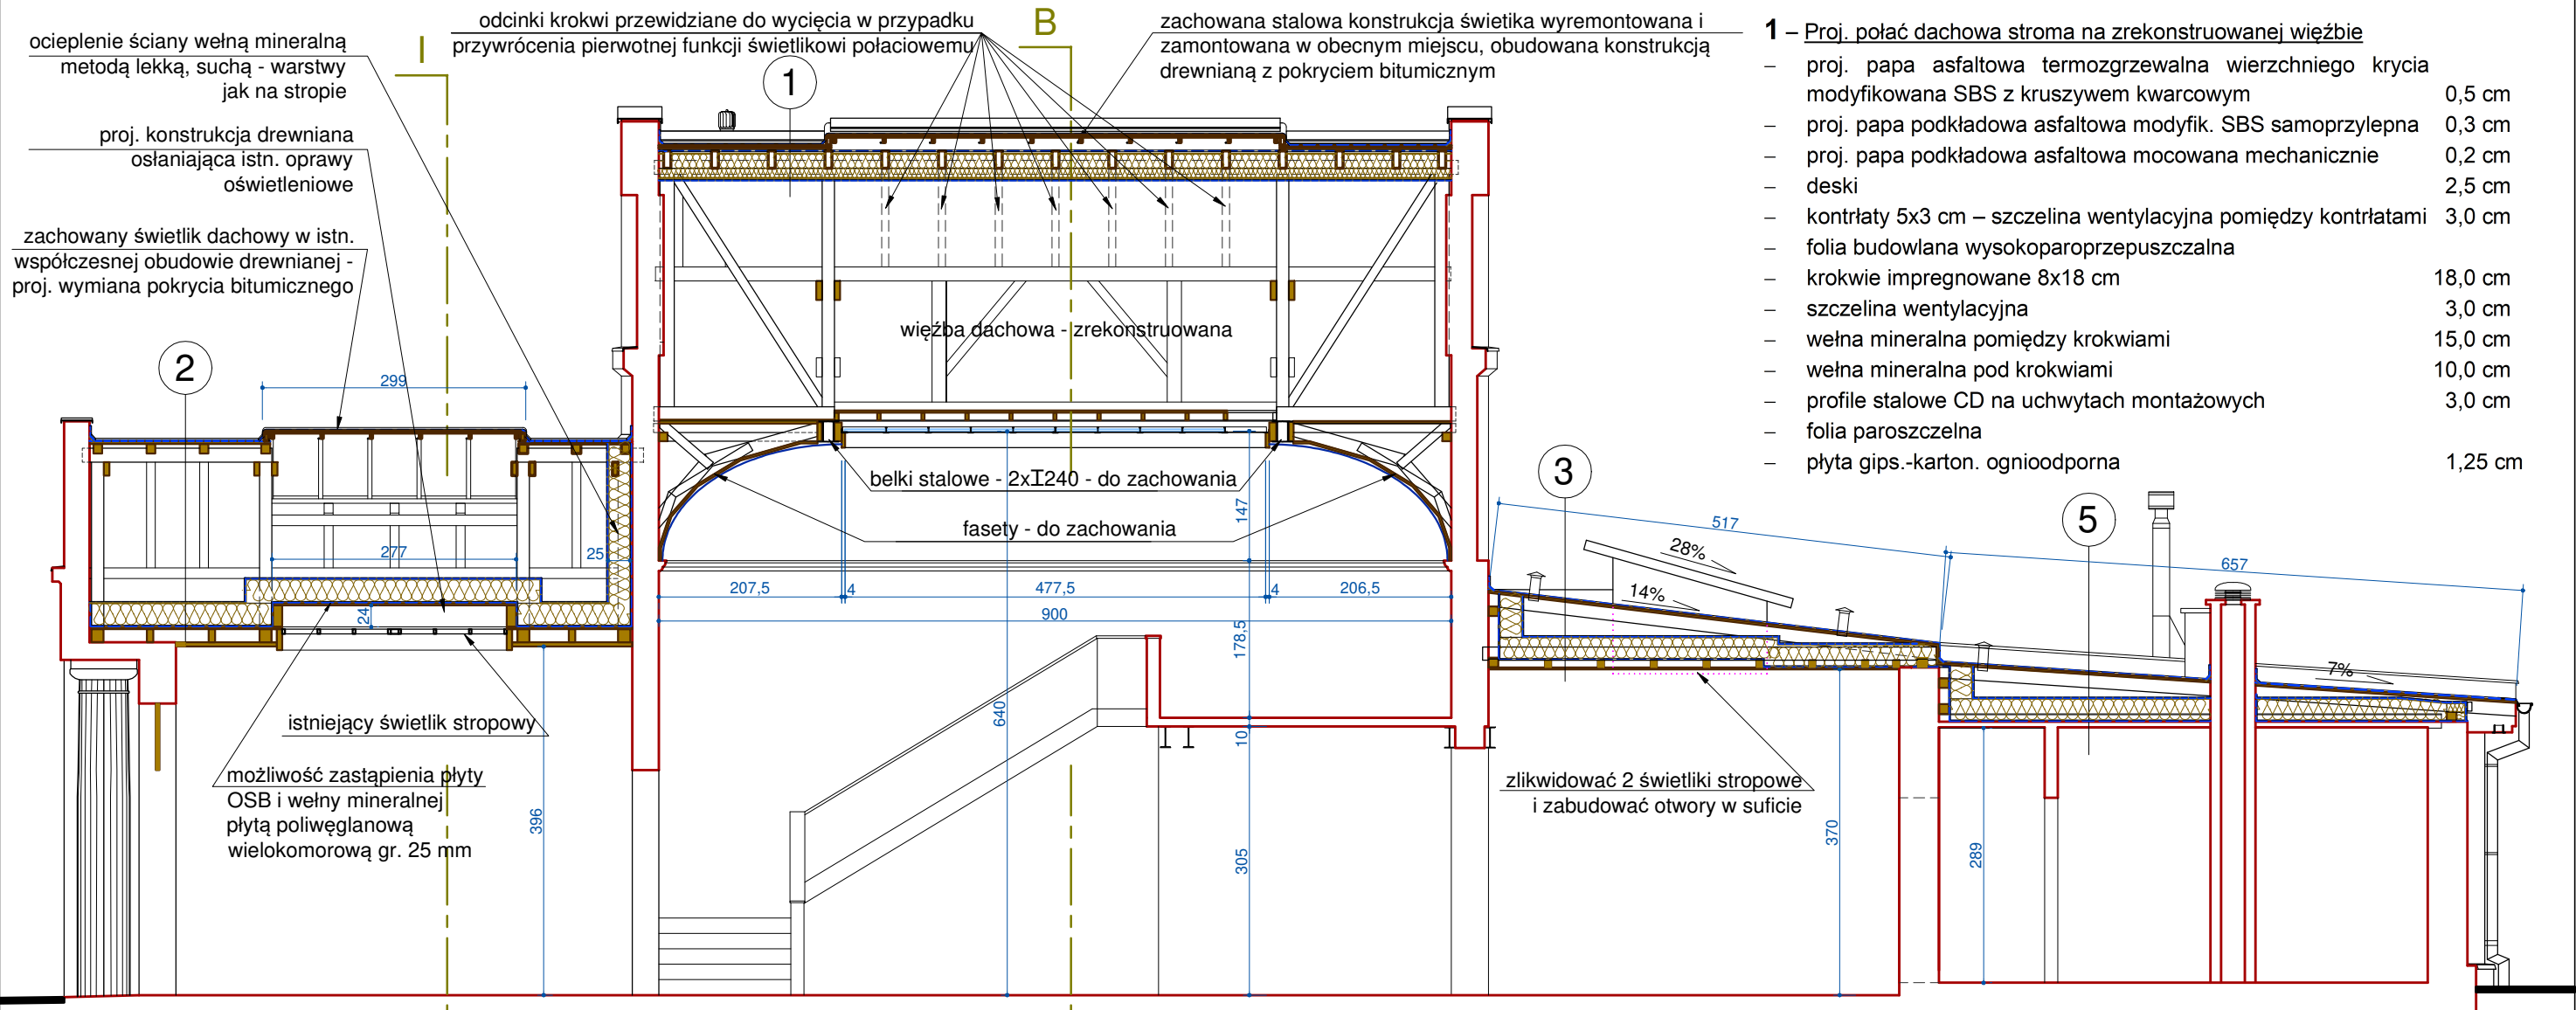 ocieplenie ściany wełną mineralną
metodą lekką, suchą - warstwy
jak na stropie
proj. konstrukcja drewniana
osłaniająca istn. oprawy
oświetleniowe
zachowany świetlik dachowy w istn.
współczesnej obudowie drewnianej -
proj. wymiana pokrycia bitumicznego
I
odcinki krokwi przewidziane do wycięcia w przypadku
przywrócenia pierwotnej funkcji świetlikowi połaciowemu
B
zachowana stalowa konstrukcja świetika wyremontowana i
zamontowana w obecnym miejscu, obudowana konstrukcją
drewnianą z pokryciem bitumicznym
1 – Proj. połać dachowa stroma na zrekonstruowanej więźbie
– proj. papa asfaltowa termozgrzewalna wierzchniego krycia
modyfikowana SBS z kruszywem kwarcowym 0,5 cm
– proj. papa podkładowa asfaltowa modyfik. SBS samoprzylepna 0,3 cm
– proj. papa podkładowa asfaltowa mocowana mechanicznie 0,2 cm
– deski 2,5 cm
– kontrłaty 5x3 cm – szczelina wentylacyjna pomiędzy kontrłatami 3,0 cm
– folia budowlana wysokoparoprzepuszczalna
– krokwie impregnowane 8x18 cm 18,0 cm
– szczelina wentylacyjna 3,0 cm
– wełna mineralna pomiędzy krokwiami 15,0 cm
– wełna mineralna pod krokwiami 10,0 cm
– profile stalowe CD na uchwytach montażowych 3,0 cm
– folia paroszczelna
– płyta gips.-karton. ognioodporna 1,25 cm
1
2
3
5
299
277
25
24
396
więźba dachowa - zrekonstruowana
belki stalowe - 2xI240 - do zachowania
fasety - do zachowania
147
207,5
4
477,5
4
206,5
900
178,5
640
10
305
517
28%
14%
657
7%
370
289
istniejący świetlik stropowy
możliwość zastąpienia płyty
OSB i wełny mineralnej
płytą poliwęglanową
wielokomorową gr. 25 mm
zlikwidować 2 świetliki stropowe
i zabudować otwory w suficie